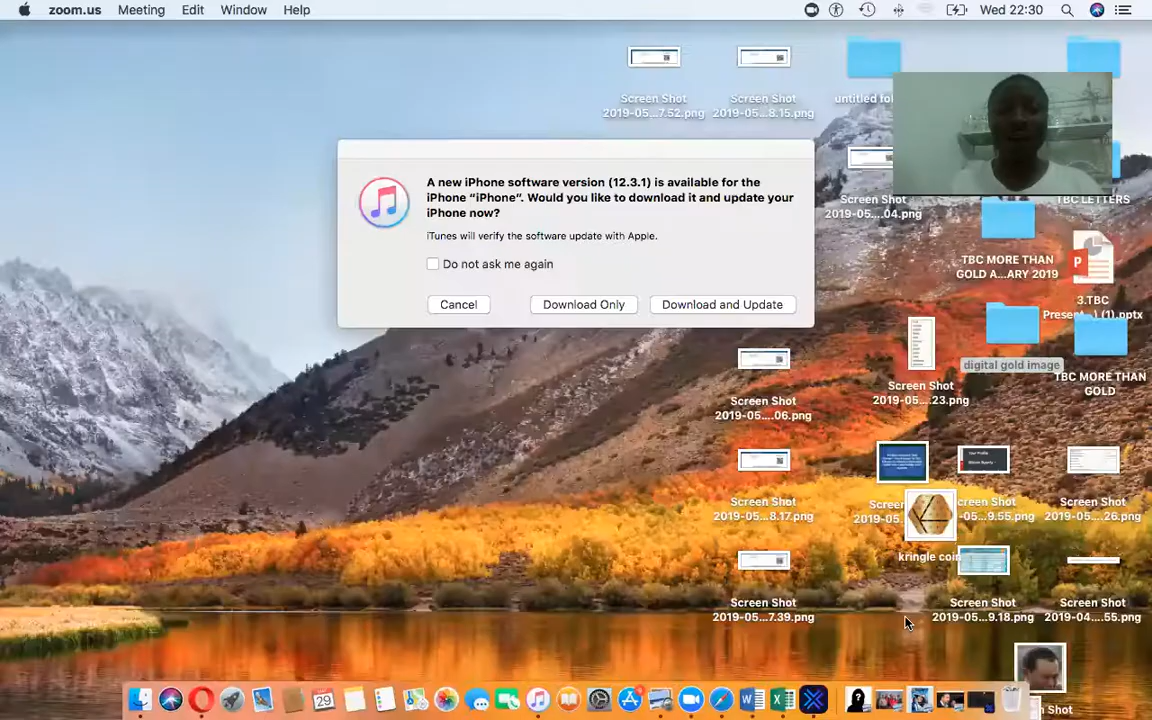 zoom.us Meeting Edit Window Help Wed 22:30
Screen Shot
2019-05...7.52.png
Screen Shot
2019-05...8.15.png
untitled fol
A new iPhone software version (12.3.1) is available for the
iPhone “iPhone”. Would you like to download it and update your
iPhone now?
iTunes will verify the software update with Apple.
Do not ask me again
Cancel
Download Only
Download and Update
Screen Shot
2019-05....04.png
TBC LETTERS
TBC MORE THAN
GOLD A...ARY 2019
P
3.TBC
Present...\ (1).pptx
Screen Shot
2019-05....06.png
Screen Shot
2019-05....23.png
digital gold image
TBC MORE THAN
GOLD
Screen Shot
2019-05...8.17.png
Screen
2019-05.
creen Shot
-05...9.55.png
Screen Shot
2019-05....26.png
kringle coin
Screen Shot
2019-05...7.39.png
Screen Shot
2019-05...9.18.png
Screen Shot
2019-04....55.png
n Shot
29